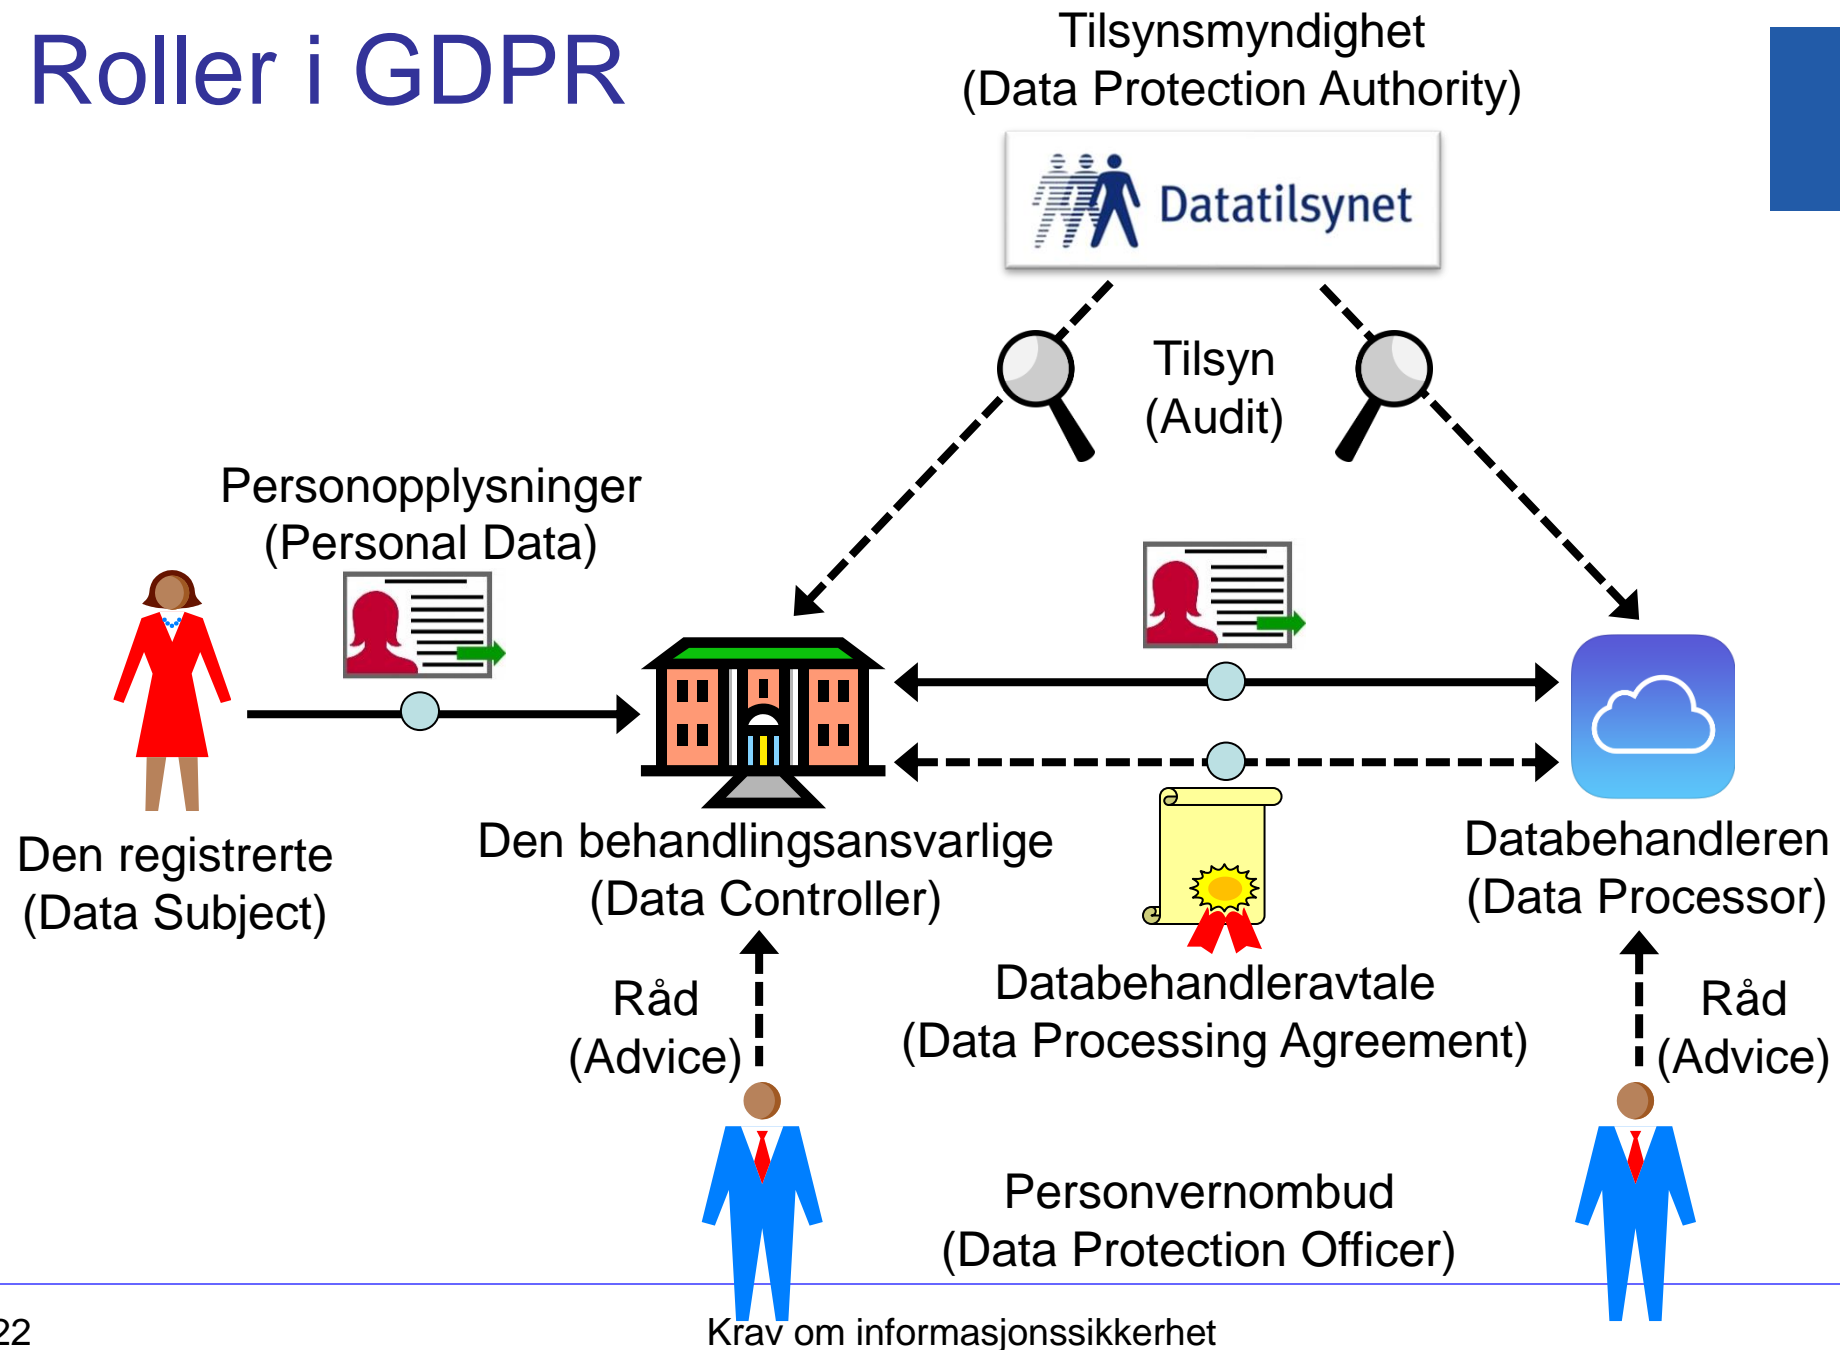 Roller i GDPR
Tilsynsmyndighet
(Data Protection Authority)
Datatilsynet
Tilsyn
(Audit)
Personopplysninger
(Personal Data)
Den registrerte
(Data Subject)
Den behandlingsansvarlige
(Data Controller)
Databehandleren
(Data Processor)
Råd
(Advice)
Databehandleravtale
(Data Processing Agreement)
Råd
(Advice)
Personvernombud
(Data Protection Officer)
22
Krav om informasjonssikkerhet